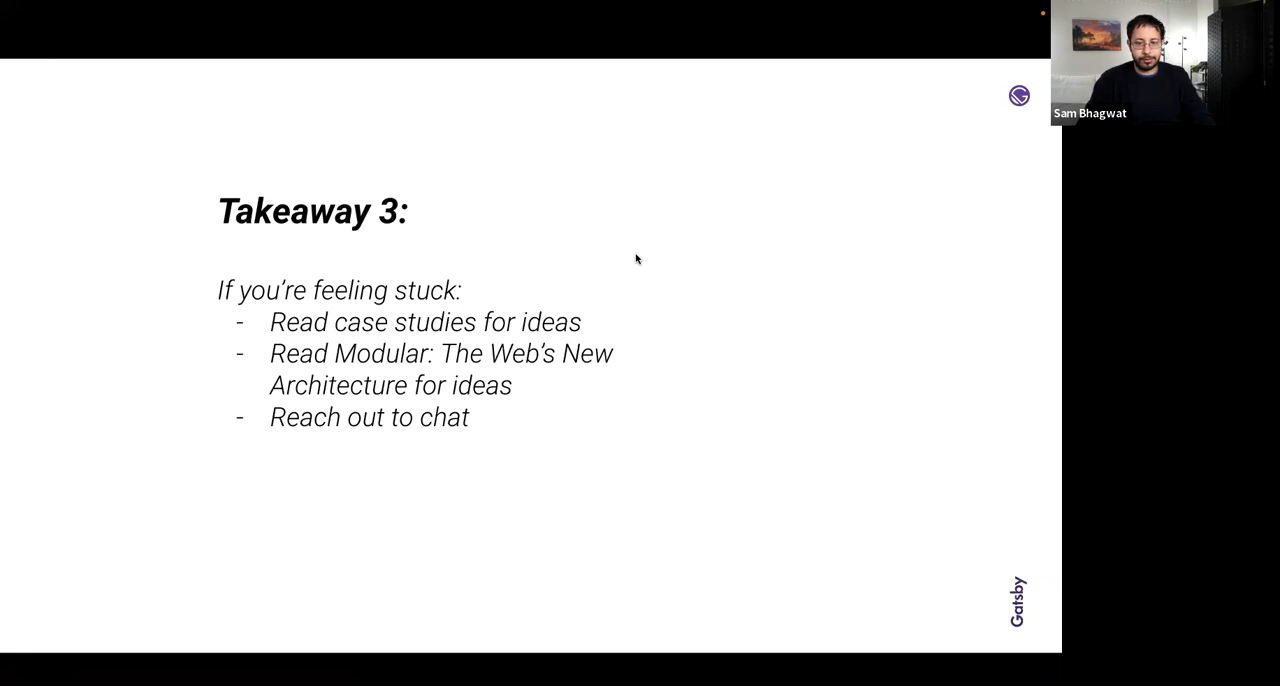 Sam Bhagwat
Takeaway 3:
If you’re feeling stuck:
- Read case studies for ideas
- Read Modular: The Web’s New
Architecture for ideas
- Reach out to chat
Gatsby